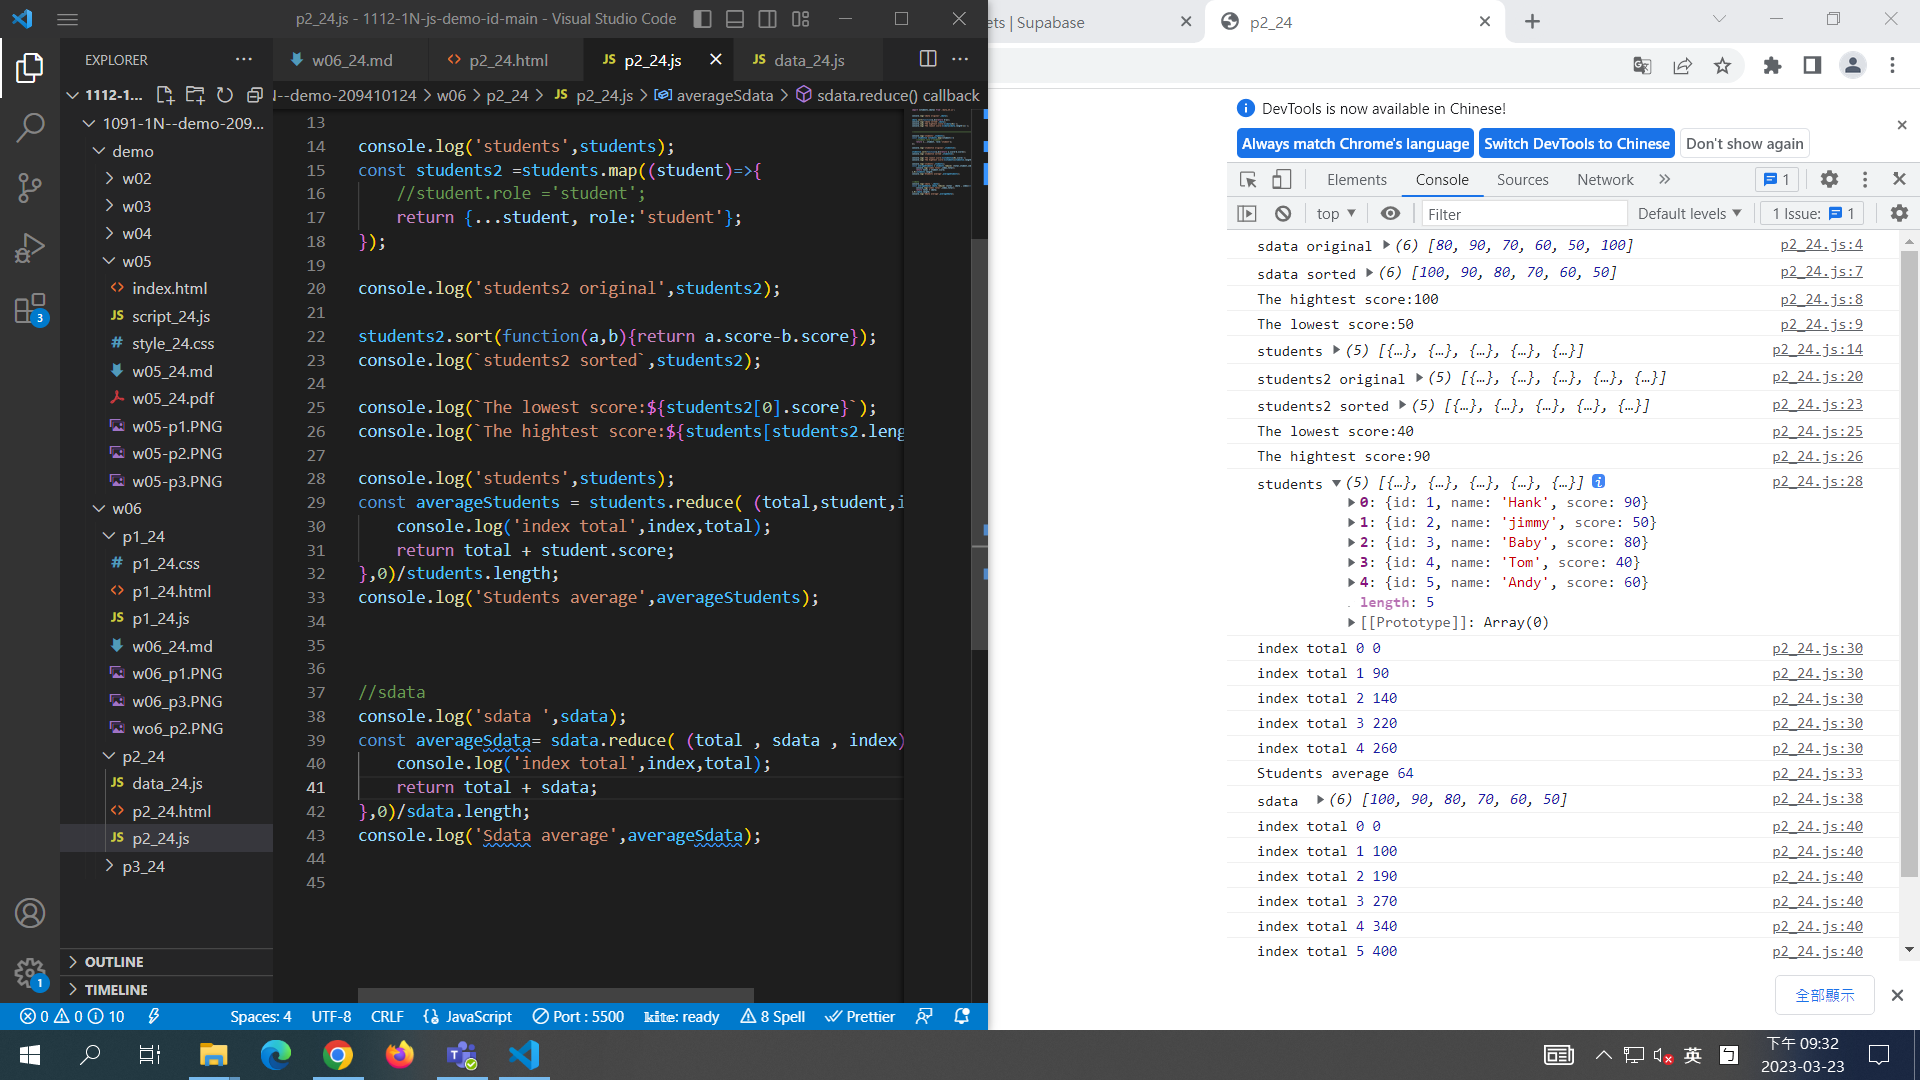 p2_24.js - 1112-1N-js-demo-id-main - Visual Studio Code
EXPLORER
w06_24.md
p2_24.html
p2_24.js
data_24.js
N--demo-209410124 > w06 > p2_24 > JS p2_24.js > averageSdata > sdata.reduce() callback
1112-1...
1091-1N--demo-209...
demo
w02
w03
w04
w05
index.html
JS script_24.js
# style_24.css
w05_24.md
w05_24.pdf
w05-p1.PNG
w05-p2.PNG
w05-p3.PNG
w06
p1_24
# p1_24.css
p1_24.html
JS p1_24.js
w06_24.md
w06_p1.PNG
w06_p3.PNG
wo6_p2.PNG
p2_24
JS data_24.js
p2_24.html
JS p2_24.js
p3_24
OUTLINE
TIMELINE
3
1
13
14 console.log('students',students);
15 const students2 =students.map((student)=>{
16 //student.role ='student';
17 return {...student, role:'student'};
18 });
19
20 console.log('students2 original',students2);
21
22 students2.sort(function(a,b){return a.score-b.score});
23 console.log(`students2 sorted`,students2);
24
25 console.log(`The lowest score:${students2[0].score}`);
26 console.log(`The hightest score:${students[students2.leng
27
28 console.log('students',students);
29 const averageStudents = students.reduce( (total,student,i
30 console.log('index total',index,total);
31 return total + student.score;
32 },0)/students.length;
33 console.log('Students average',averageStudents);
34
35
36
37 //sdata
38 console.log('sdata ',sdata);
39 const averageSdata= sdata.reduce( (total , sdata , index)
40 console.log('index total',index,total);
41 return total + sdata;
42 },0)/sdata.length;
43 console.log('Sdata average',averageSdata);
44
45
0 0 10
Spaces: 4
UTF-8
CRLF
JavaScript
Port : 5500
kite: ready
8 Spell
Prettier
ets | Supabase
p2_24
DevTools is now available in Chinese!
Always match Chrome's language
Switch DevTools to Chinese
Don't show again
Elements
Console
Sources
Network
1
top
Filter
Default levels
1 Issue: 1
sdata original (6) [80, 90, 70, 60, 50, 100] p2_24.js:4
sdata sorted (6) [100, 90, 80, 70, 60, 50] p2_24.js:7
The hightest score:100 p2_24.js:8
The lowest score:50 p2_24.js:9
students (5) [{…}, {…}, {…}, {…}, {…}] p2_24.js:14
students2 original (5) [{…}, {…}, {…}, {…}, {…}] p2_24.js:20
students2 sorted (5) [{…}, {…}, {…}, {…}, {…}] p2_24.js:23
The lowest score:40 p2_24.js:25
The hightest score:90 p2_24.js:26
students (5) [{…}, {…}, {…}, {…}, {…}] i p2_24.js:28
0: {id: 1, name: 'Hank', score: 90}
1: {id: 2, name: 'jimmy', score: 50}
2: {id: 3, name: 'Baby', score: 80}
3: {id: 4, name: 'Tom', score: 40}
4: {id: 5, name: 'Andy', score: 60}
length: 5
[[Prototype]]: Array(0)
index total 0 0 p2_24.js:30
index total 1 90 p2_24.js:30
index total 2 140 p2_24.js:30
index total 3 220 p2_24.js:30
index total 4 260 p2_24.js:30
Students average 64 p2_24.js:33
sdata (6) [100, 90, 80, 70, 60, 50] p2_24.js:38
index total 0 0 p2_24.js:40
index total 1 100 p2_24.js:40
index total 2 190 p2_24.js:40
index total 3 270 p2_24.js:40
index total 4 340 p2_24.js:40
index total 5 400 p2_24.js:40
全部顯示
英
ㄅ
下午 09:32
2023-03-23